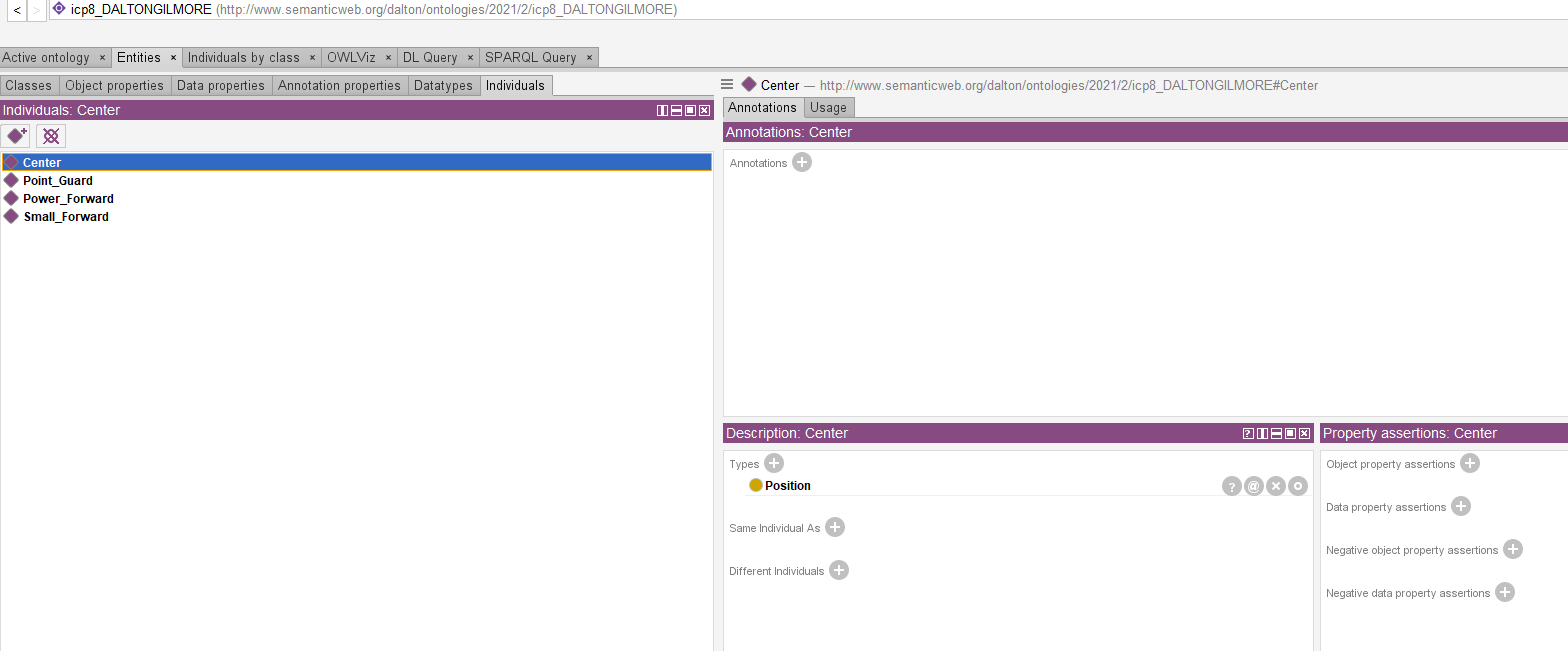 < > icp8_DALTONGILMORE (http://www.semanticweb.org/dalton/ontologies/2021/2/icp8_DALTONGILMORE)
Active ontology × Entities × Individuals by class × OWLViz × DL Query × SPARQL Query ×
Classes Object properties Data properties Annotation properties Datatypes Individuals
Individuals: Center
Center
Point_Guard
Power_Forward
Small_Forward
Center — http://www.semanticweb.org/dalton/ontologies/2021/2/icp8_DALTONGILMORE#Center
Annotations Usage
Annotations: Center
Annotations
Description: Center
Types
Position
Same Individual As
Different Individuals
Property assertions: Center
Object property assertions
Data property assertions
Negative object property assertions
Negative data property assertions